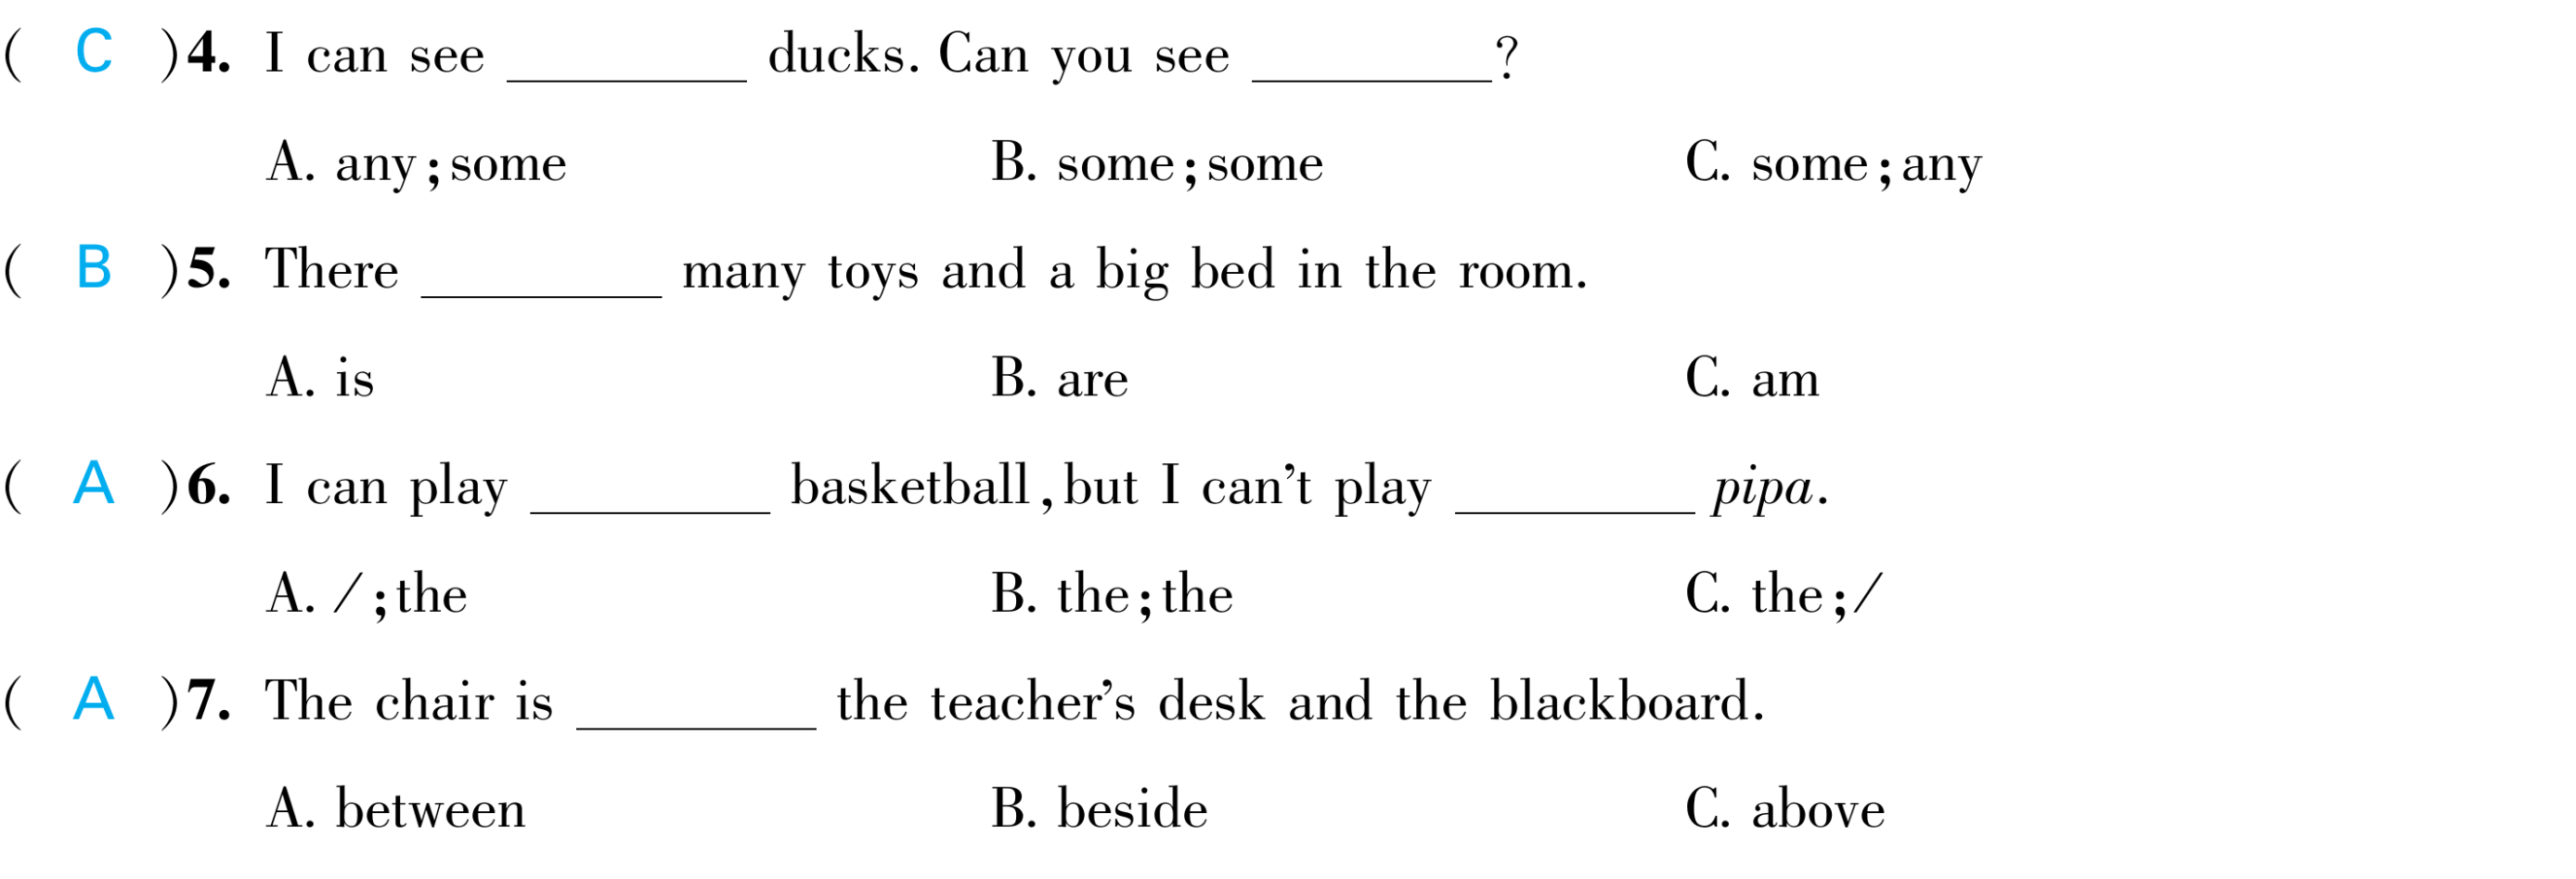 ( C )4. I can see ________ ducks. Can you see ________?
A. any;some B. some;some C. some;any
( B )5. There ________ many toys and a big bed in the room.
A. is B. are C. am
( A )6. I can play ________ basketball,but I can't play ________ pipa.
A. /;the B. the;the C. the;/
( A )7. The chair is ________ the teacher's desk and the blackboard.
A. between B. beside C. above